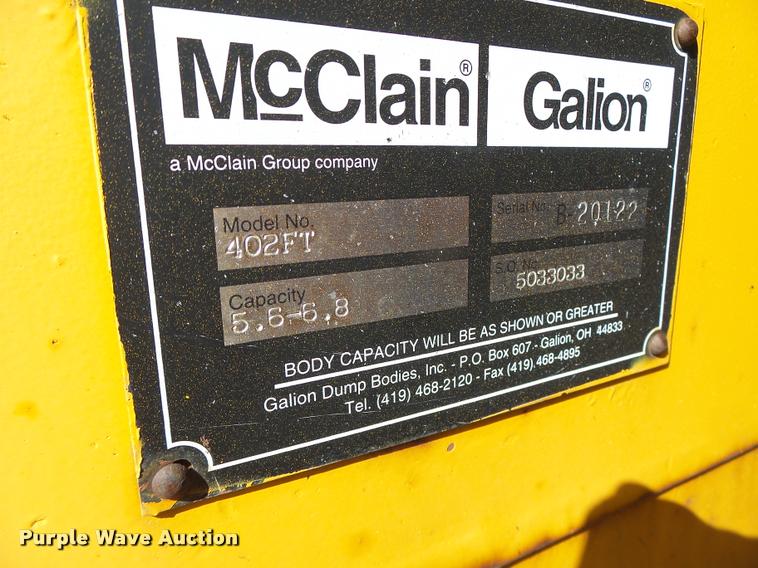 McClain® Galion®
a McClain Group company
Model No. 402FT
Serial No. B-20122
Capacity 5.6-6.8
S.O. No. 5033033
BODY CAPACITY WILL BE AS SHOWN OR GREATER
Galion Dump Bodies, Inc. - P.O. Box 607 - Galion, OH 44833
Tel. (419) 468-2120 - Fax (419) 468-4895
Purple Wave Auction